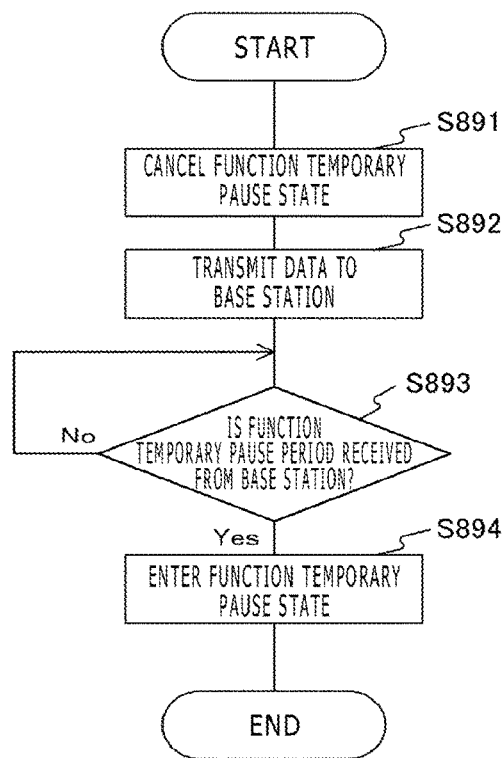 START
S891
CANCEL FUNCTION TEMPORARY
PAUSE STATE
S892
TRANSMIT DATA TO
BASE STATION
S893
IS FUNCTION
TEMPORARY PAUSE PERIOD RECEIVED
FROM BASE STATION?
No
Yes
S894
ENTER FUNCTION TEMPORARY
PAUSE STATE
END